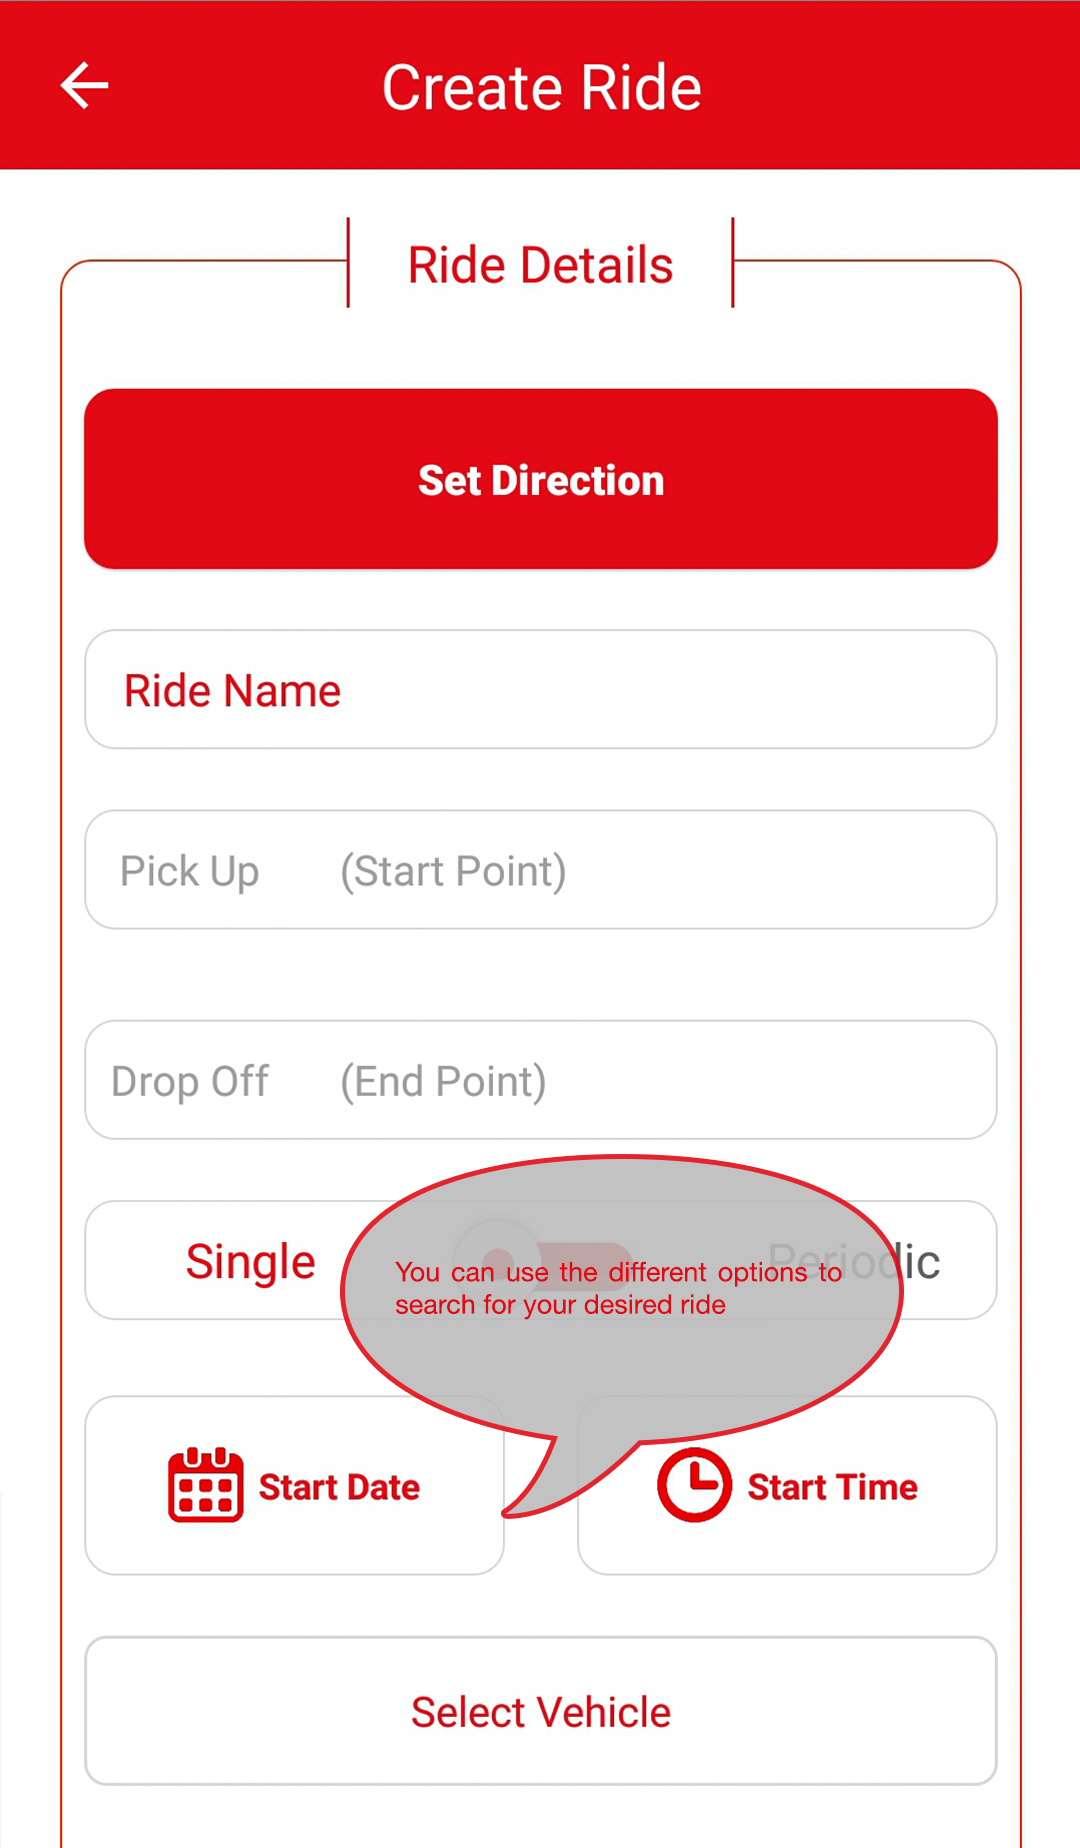 Create Ride
Ride Details
Set Direction
Ride Name
Pick Up (Start Point)
Drop Off (End Point)
Single Periodic
You can use the different options to
search for your desired ride
Start Date Start Time
Select Vehicle